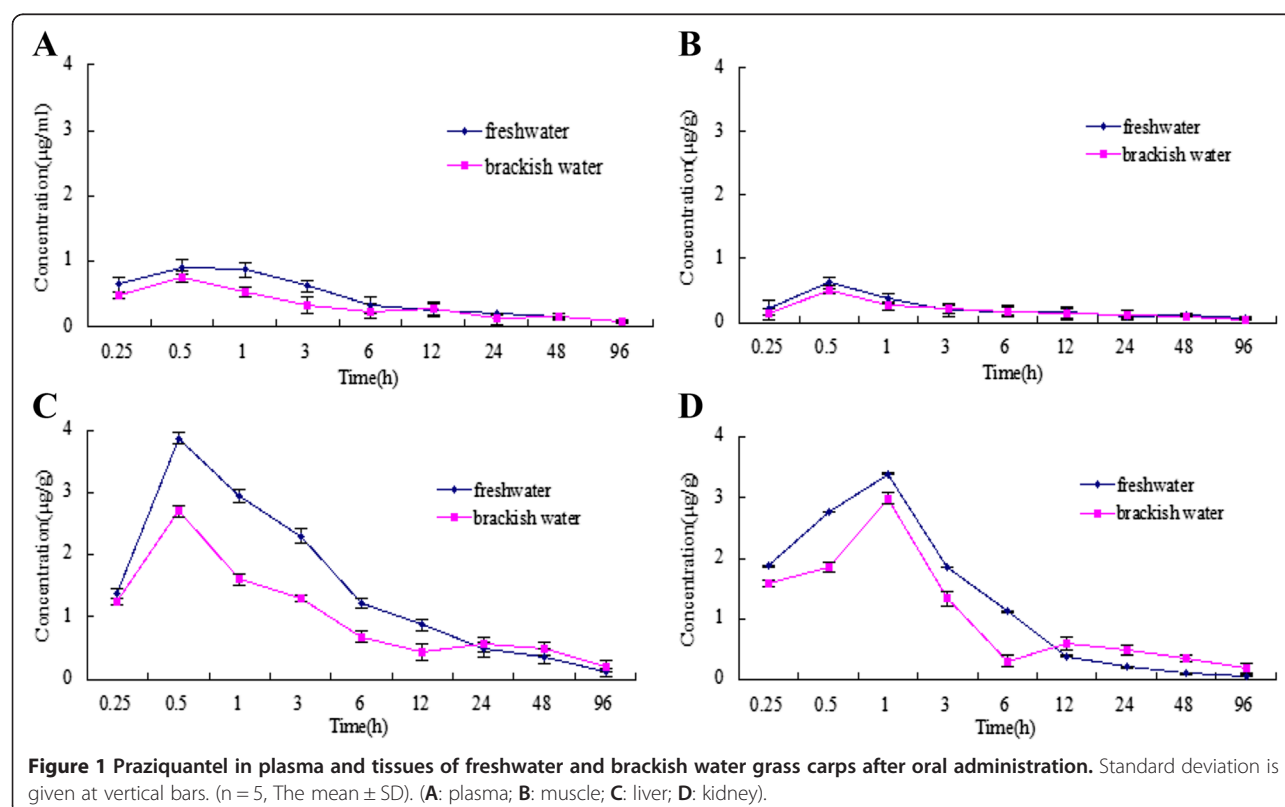 A
4
3
2
1
0
Concentration(µg/ml)
freshwater
brackish water
0.25 0.5 1 3 6 12 24 48 96
Time(h)
B
4
3
2
1
0
Concentration(µg/g)
freshwater
brackish water
0.25 0.5 1 3 6 12 24 48 96
Time(h)
C
4
3
2
1
0
Concentration(µg/g)
freshwater
brackish water
0.25 0.5 1 3 6 12 24 48 96
Time(h)
D
4
3
2
1
0
Concentration(µg/g)
freshwater
brackish water
0.25 0.5 1 3 6 12 24 48 96
Time(h)
Figure 1 Praziquantel in plasma and tissues of freshwater and brackish water grass carps after oral administration. Standard deviation is
given at vertical bars. (n = 5, The mean ± SD). (A: plasma; B: muscle; C: liver; D: kidney).